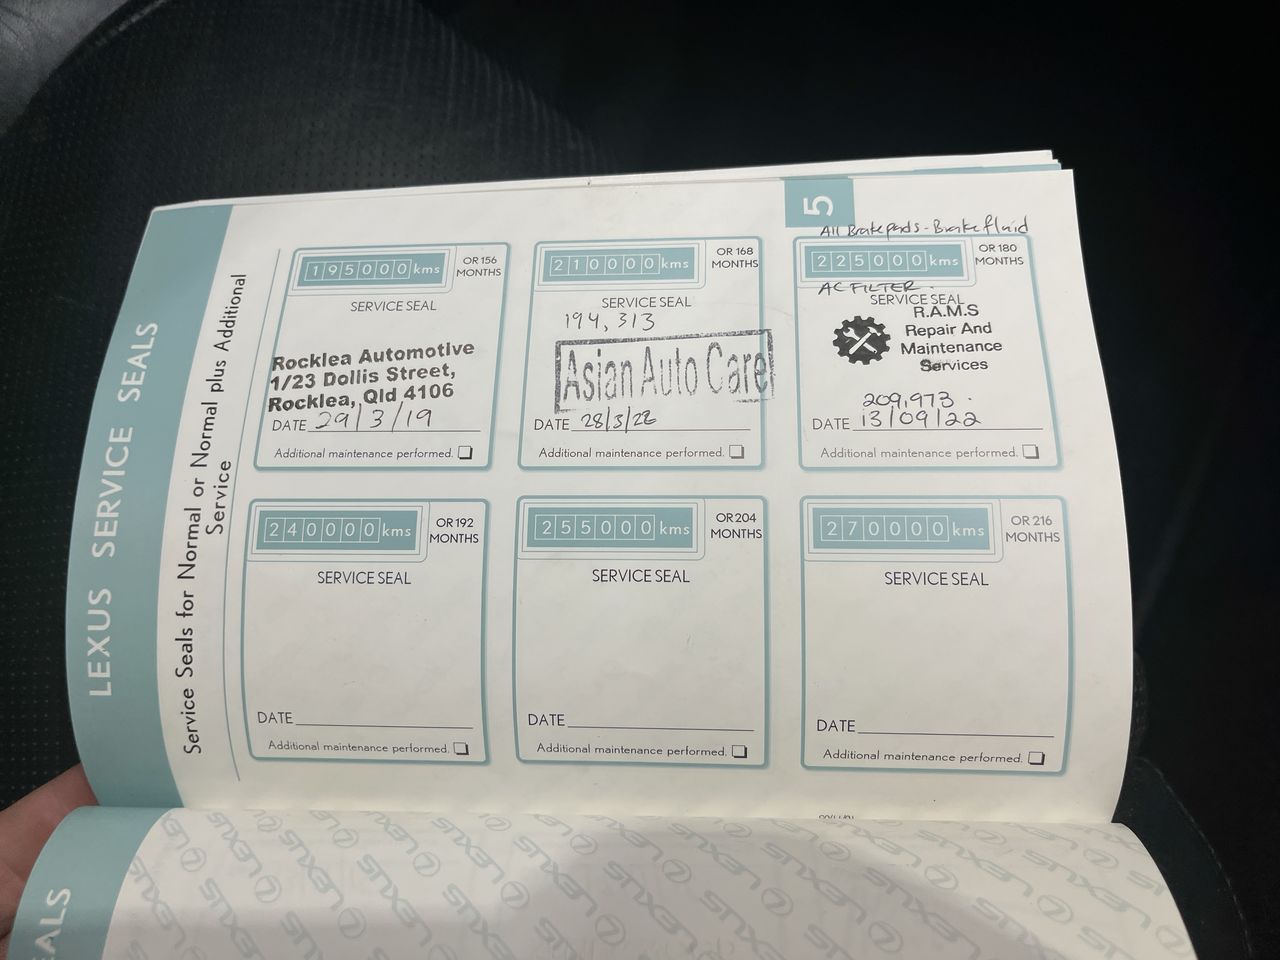 LEXUS SERVICE SEALS
Service Seals for Normal or Normal plus Additional
Service
5
195000 kms
OR 156
MONTHS
SERVICE SEAL
Rocklea Automotive
1/23 Dollis Street,
Rocklea, Qld 4106
DATE 29/3/19
Additional maintenance performed.
210000 kms
OR 168
MONTHS
SERVICE SEAL
194,313
Asian Auto Care
DATE 28/3/22
Additional maintenance performed.
All Brakepads - Brake fluid
225000 kms
OR 180
MONTHS
AC FILTER.
SERVICE SEAL
R.A.M.S
Repair And
Maintenance
Services
209,973.
DATE 13/09/22
Additional maintenance performed.
240000 kms
OR 192
MONTHS
SERVICE SEAL
DATE
Additional maintenance performed.
255000 kms
OR 204
MONTHS
SERVICE SEAL
DATE
Additional maintenance performed.
270000 kms
OR 216
MONTHS
SERVICE SEAL
DATE
Additional maintenance performed.
EALS
LEXUS